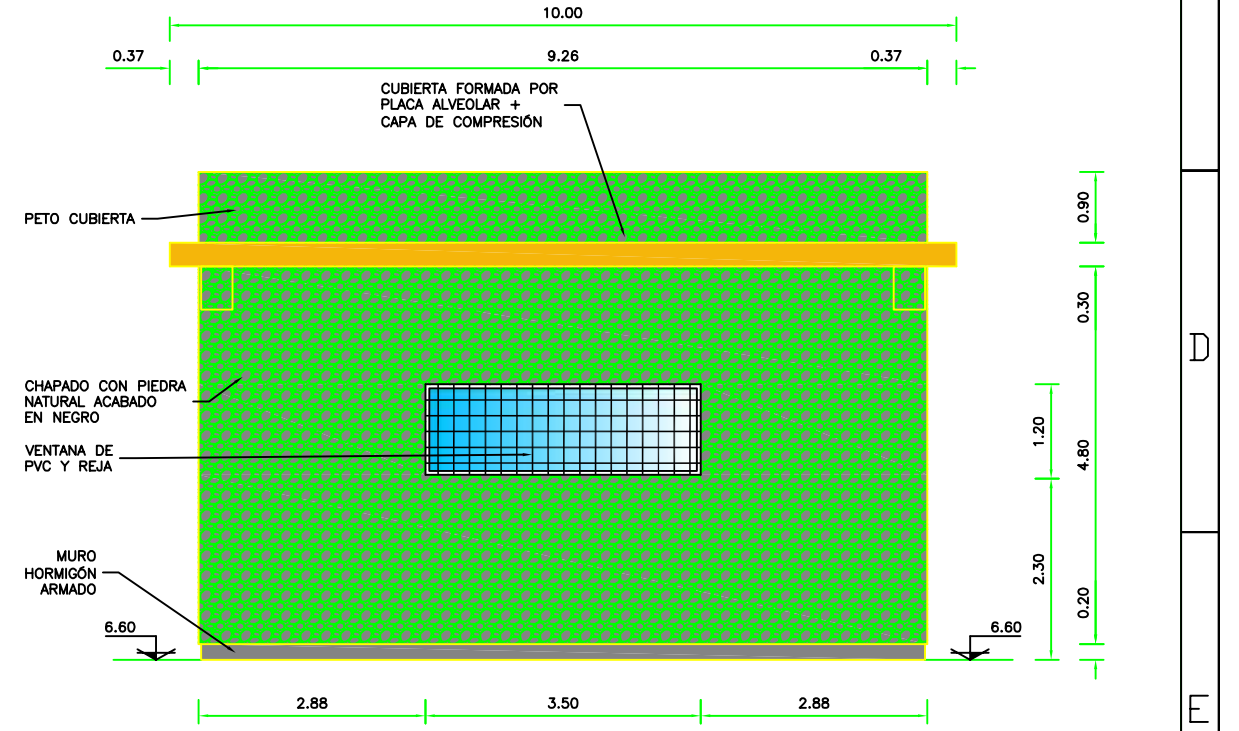 10.00
0.37
9.26
0.37
CUBIERTA FORMADA POR
PLACA ALVEOLAR +
CAPA DE COMPRESIÓN
PETO CUBIERTA
0.90
0.30
D
CHAPADO CON PIEDRA
NATURAL ACABADO
EN NEGRO
1.20
4.80
VENTANA DE
PVC Y REJA
MURO
HORMIGÓN
ARMADO
2.30
0.20
6.60
6.60
2.88
3.50
2.88
E